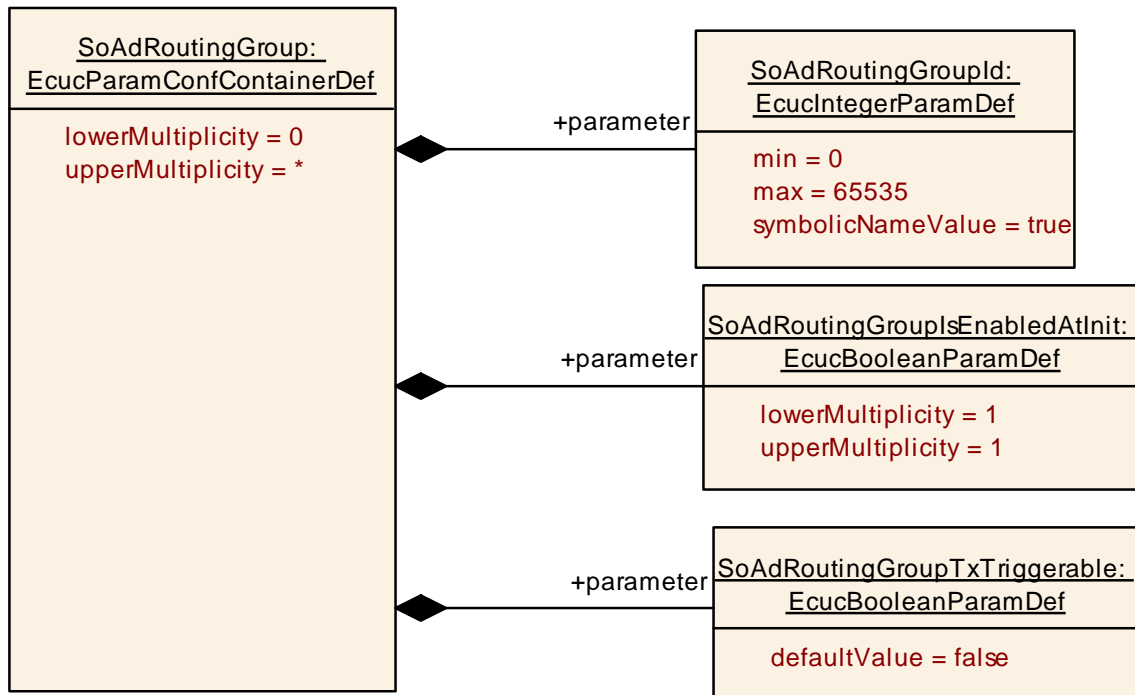 SoAdRoutingGroup:
EcucParamConfContainerDef
lowerMultiplicity = 0
upperMultiplicity = *
+parameter
SoAdRoutingGroupId:
EcucIntegerParamDef
min = 0
max = 65535
symbolicNameValue = true
+parameter
SoAdRoutingGroupIsEnabledAtInit:
EcucBooleanParamDef
lowerMultiplicity = 1
upperMultiplicity = 1
+parameter
SoAdRoutingGroupTxTriggerable:
EcucBooleanParamDef
defaultValue = false